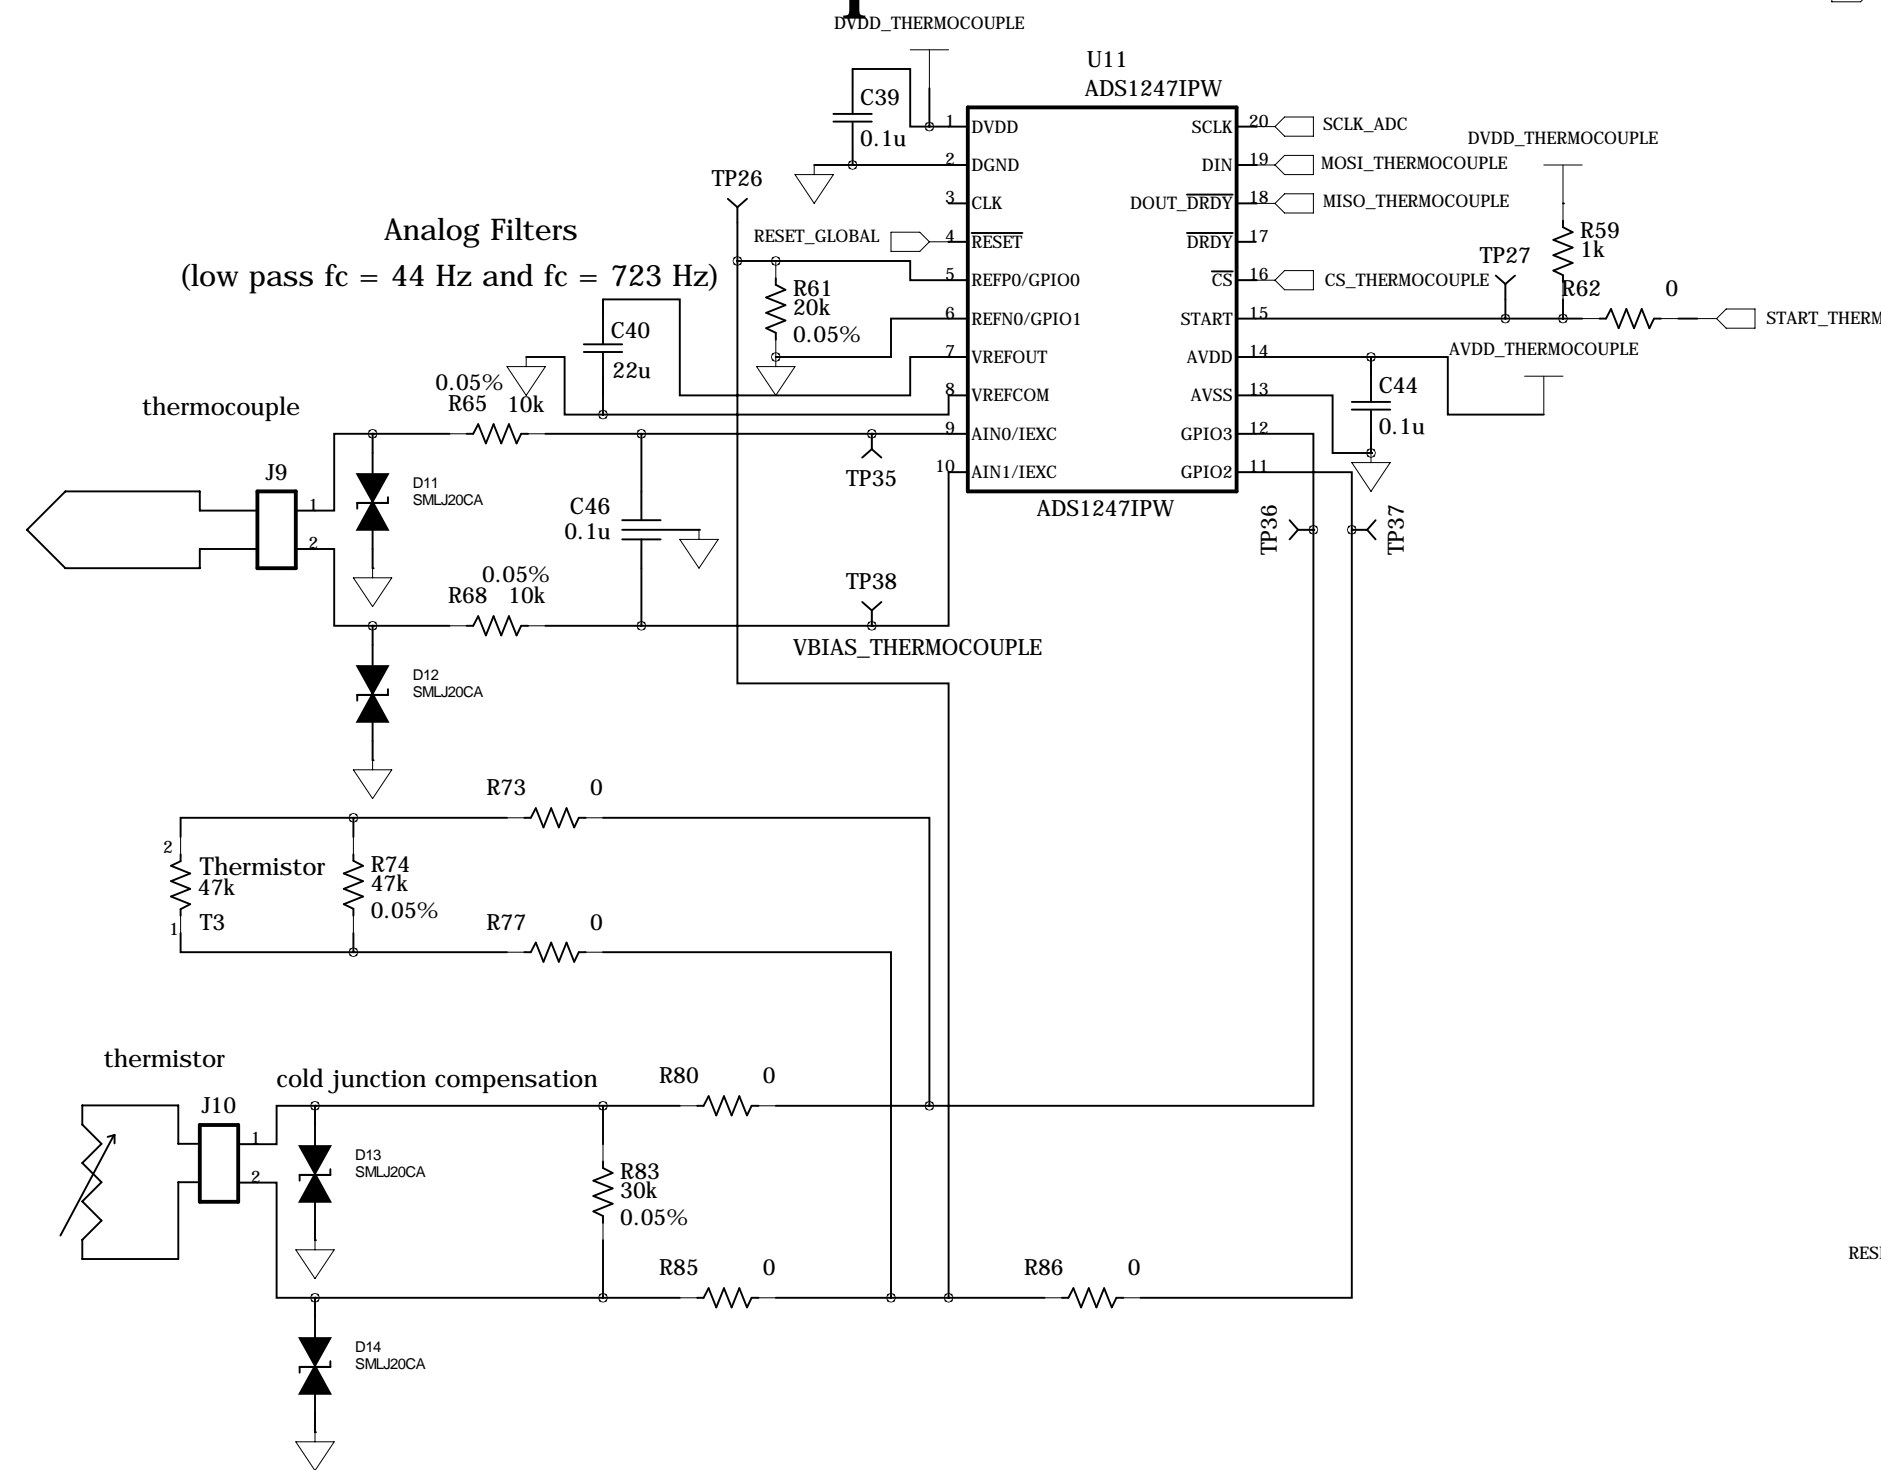 DVDD_THERMOCOUPLE
U11
ADS1247IPW
C39
0.1u
1 DVDD
2 DGND
3 CLK
4 RESET
5 REFP0/GPIO0
6 REFN0/GPIO1
7 VREFOUT
8 VREFCOM
9 AIN0/IEXC
10 AIN1/IEXC
SCLK 20 SCLK_ADC
DIN 19 MOSI_THERMOCOUPLE
DOUT_DRDY 18 MISO_THERMOCOUPLE
DRDY 17
CS 16 CS_THERMOCOUPLE
START 15
AVDD 14
AVSS 13
GPIO3 12
GPIO2 11
ADS1247IPW
DVDD_THERMOCOUPLE
R59
1k
TP27
R62 0
START_THERM
AVDD_THERMOCOUPLE
C44
0.1u
TP36
TP37
TP26
RESET_GLOBAL
R61
20k
0.05%
Analog Filters
(low pass fc = 44 Hz and fc = 723 Hz)
C40
22u
thermocouple
0.05%
R65 10k
J9
1
2
D11
SMLJ20CA
C46
0.1u
TP35
0.05%
R68 10k
TP38
VBIAS_THERMOCOUPLE
D12
SMLJ20CA
R73 0
2
Thermistor
47k
1 T3
R74
47k
0.05%
R77 0
thermistor
cold junction compensation
J10
1
2
R80 0
D13
SMLJ20CA
R83
30k
0.05%
R85 0
R86 0
D14
SMLJ20CA
RES